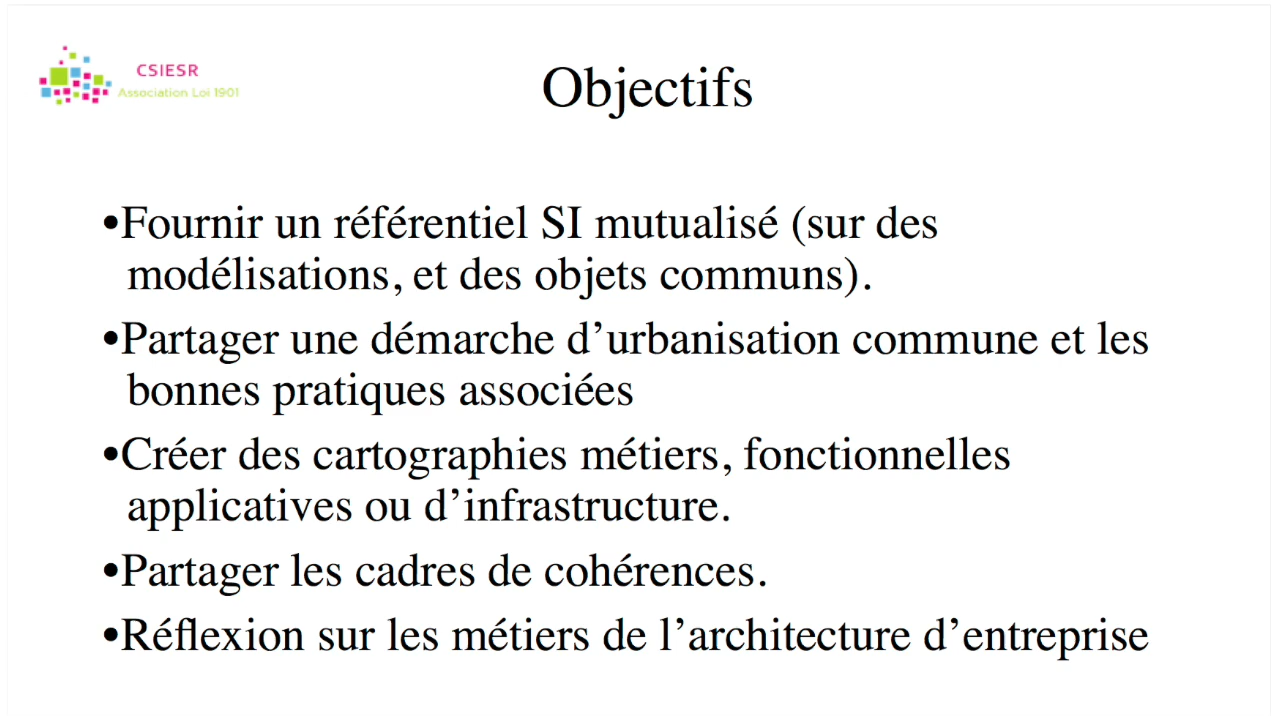 CSIESR
Association Loi 1901
Objectifs
•Fournir un référentiel SI mutualisé (sur des
modélisations, et des objets communs).
•Partager une démarche d’urbanisation commune et les
bonnes pratiques associées
•Créer des cartographies métiers, fonctionnelles
applicatives ou d’infrastructure.
•Partager les cadres de cohérences.
•Réflexion sur les métiers de l’architecture d’entreprise